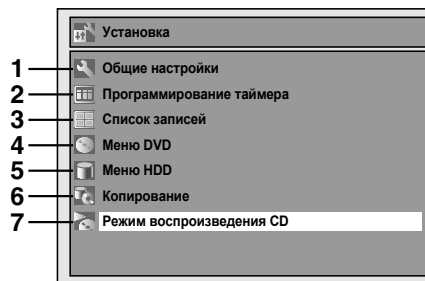 Установка
1 Общие настройки
2 Программирование таймера
3 Список записей
4 Меню DVD
5 Меню HDD
6 Копирование
7 Режим воспроизведения CD